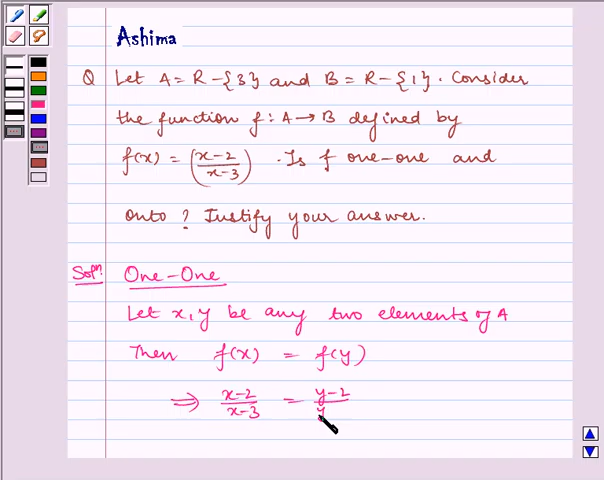 Ashima
Q Let A = R - {3} and B = R - {1}. Consider
the function f : A → B defined by
f(x) = (x-2/x-3) . Is f one-one and
onto ? Justify your answer.
Solⁿ. One-One
Let x, y be any two elements of A
Then f(x) = f(y)
⇒ x-2/x-3 = y-2/y